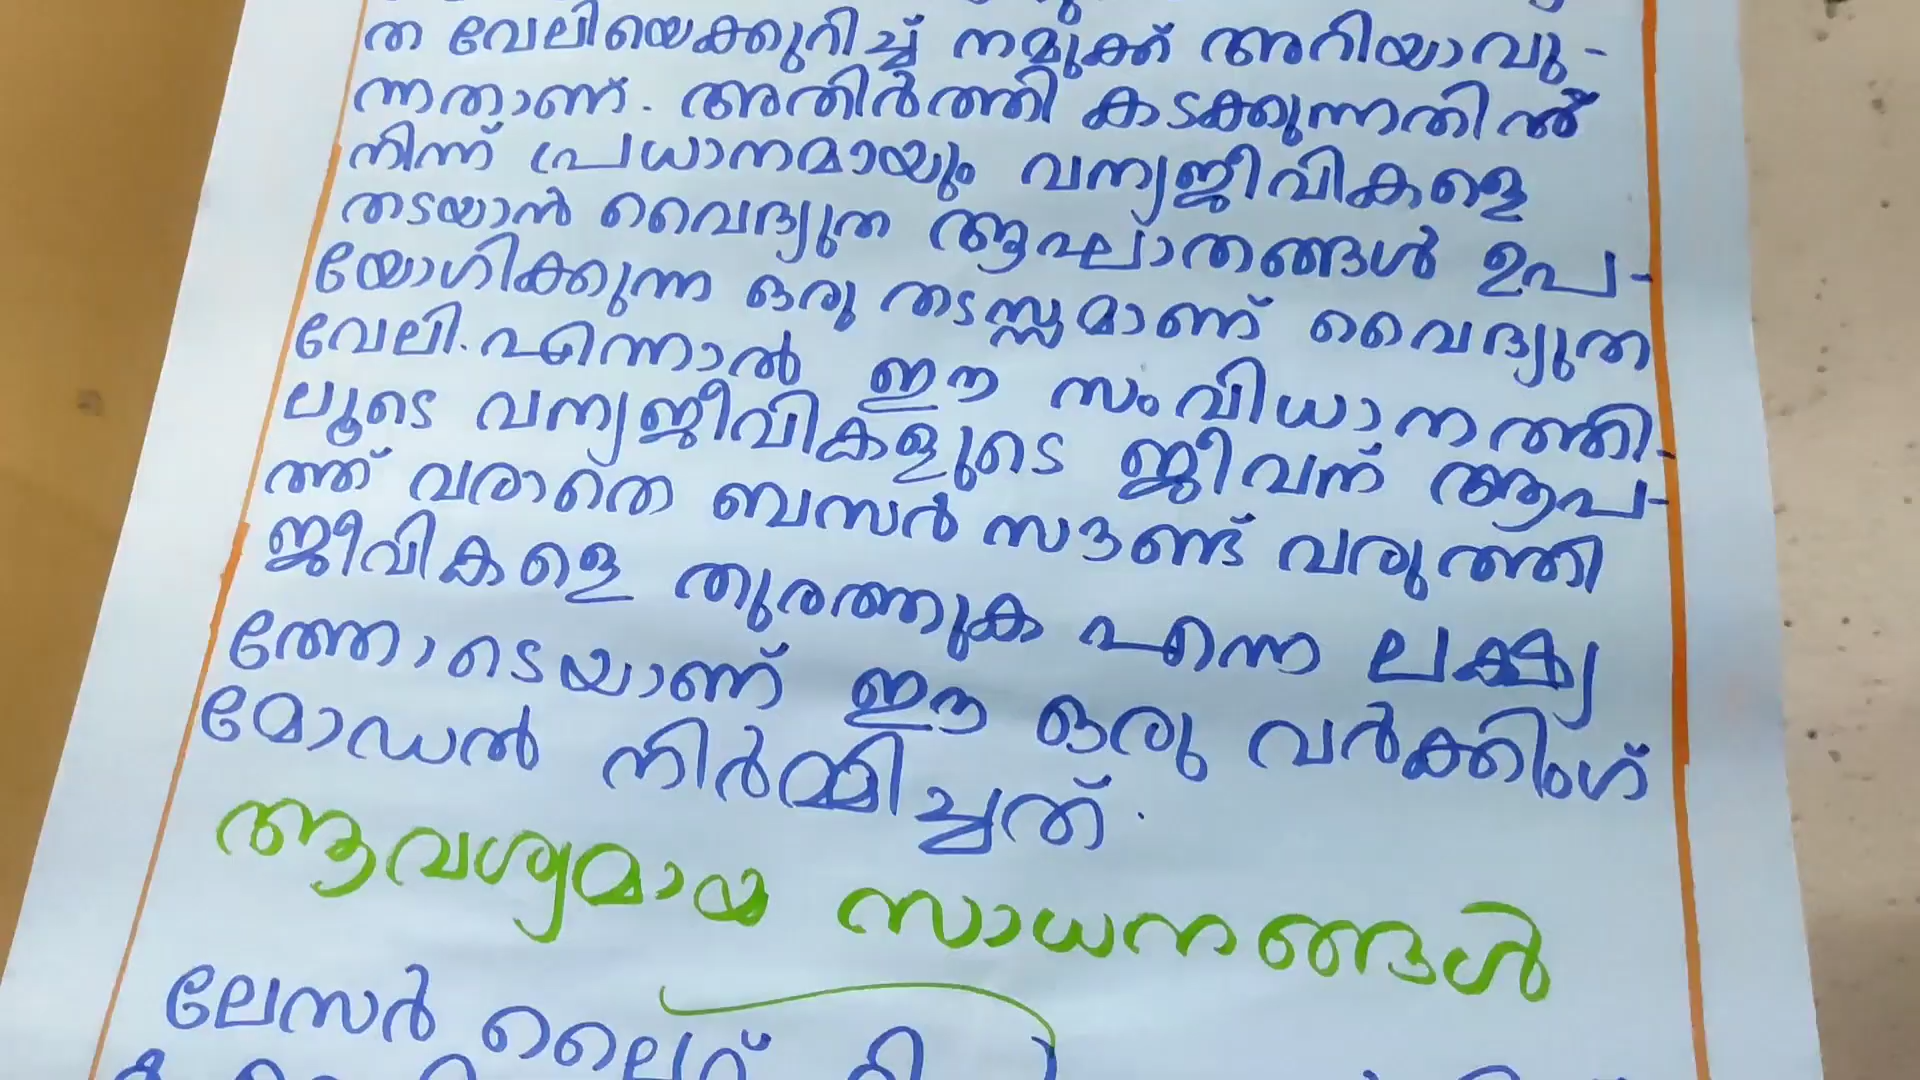 ത വേലിയെക്കുറിച്ച് നമുക്ക് അറിയാവു-
ന്നതാണ്. അതിർത്തി കടക്കുന്നതിൽ
നിന്ന് പ്രധാനമായും വന്യജീവികളെ
തടയാൻ വൈദ്യുത ആഘാതങ്ങൾ ഉപ-
യോഗിക്കുന്ന ഒരു തടസ്സമാണ് വൈദ്യുത
വേലി. എന്നാൽ ഈ സംവിധാനത്തി-
ലൂടെ വന്യജീവികളുടെ ജീവന് ആപ-
ത്ത് വരാതെ ബസർ സൗണ്ട് വരുത്തി
ജീവികളെ തുരത്തുക എന്ന ലക്ഷ്യ
ത്തോടെയാണ് ഈ ഒരു വർക്കിംഗ്
മോഡൽ നിർമ്മിച്ചത്.
ആവശ്യമായ സാധനങ്ങൾ
ലേസർ ലൈറ്റ്